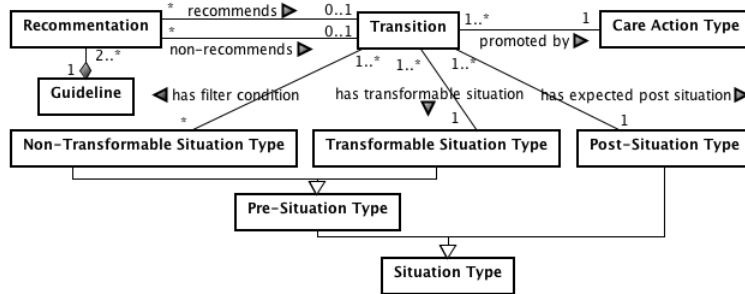 * recommends 0..1
Recommentation
Transition
1..* 1
Care Action Type
* non-recommends 0..1
promoted by
2..*
1
Guideline
1..* 1..* 1..*
has filter condition
has transformable situation
has expected post situation
* 1 1
Non-Transformable Situation Type
Transformable Situation Type
Post-Situation Type
Pre-Situation Type
Situation Type